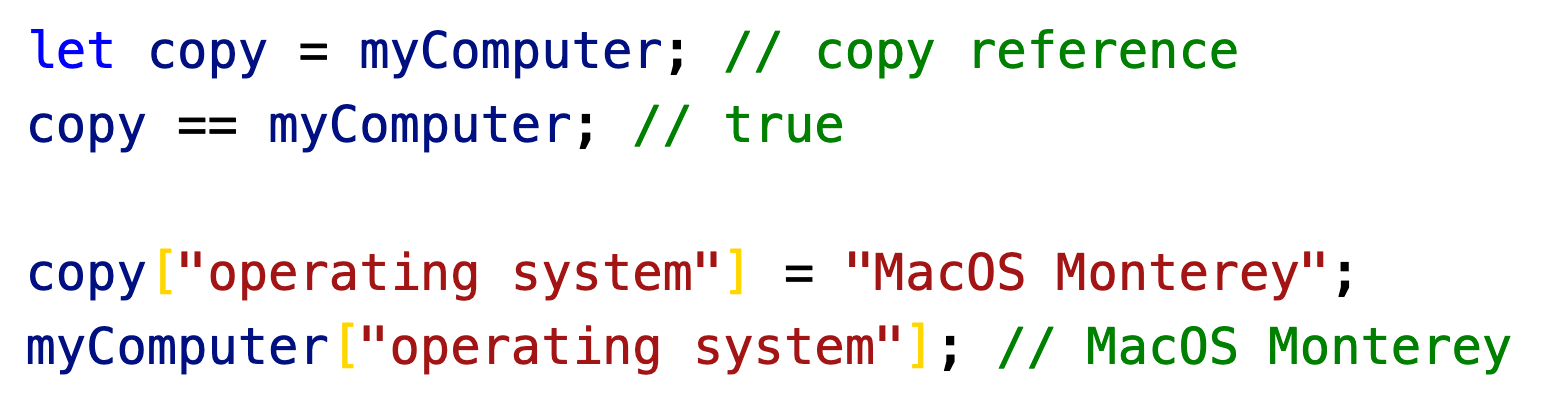 let copy = myComputer; // copy reference
copy == myComputer; // true
copy["operating system"] = "MacOS Monterey";
myComputer["operating system"]; // MacOS Monterey